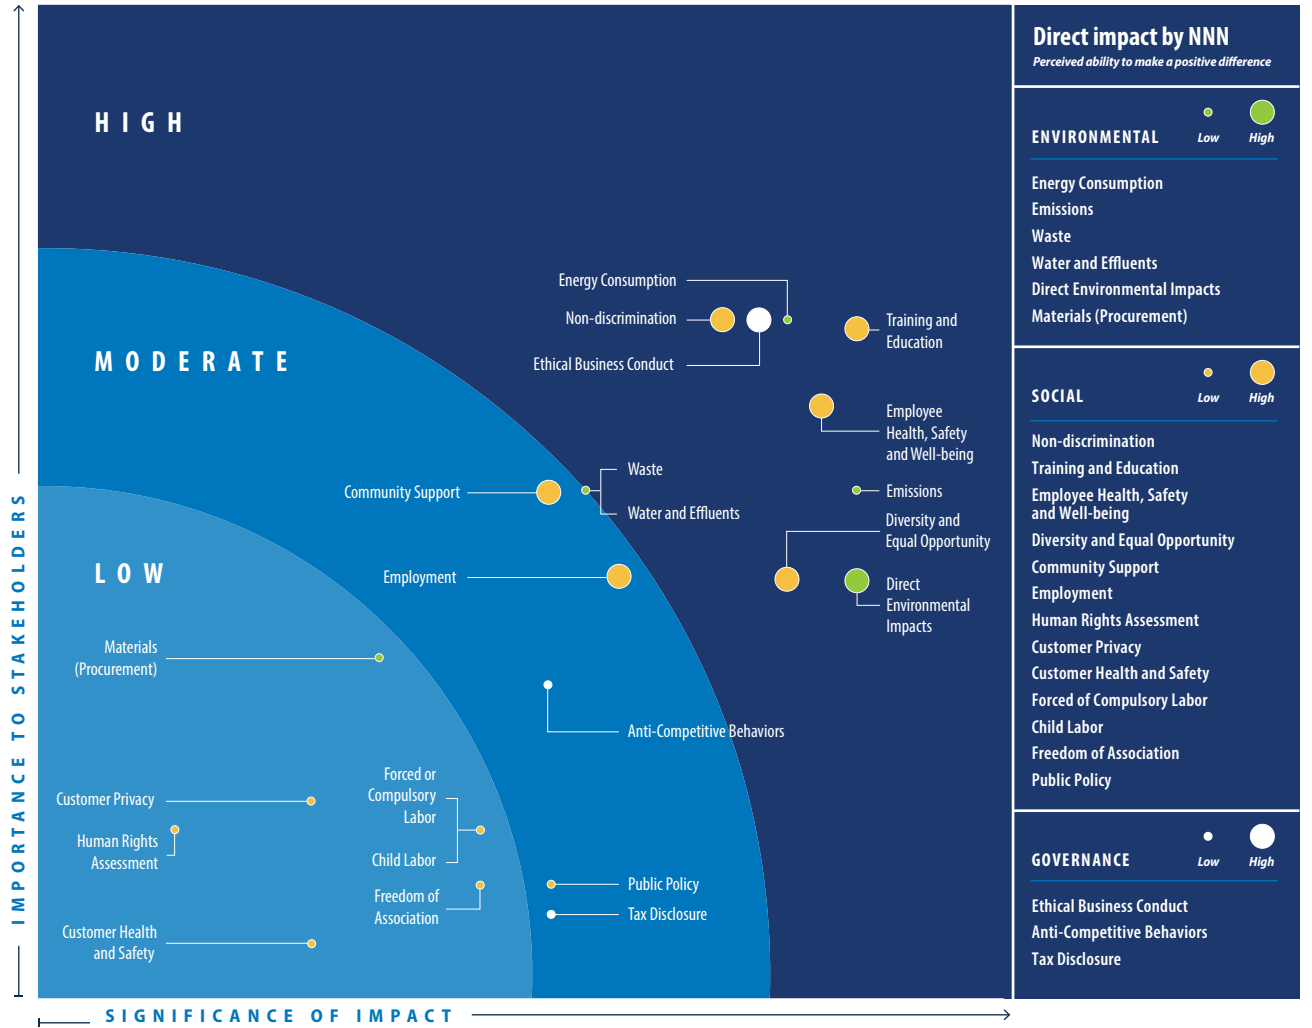 HIGH
Energy Consumption
Non-discrimination
Ethical Business Conduct
Training and
Education
MODERATE
Employee
Health, Safety
and Well-being
Community Support
Waste
Water and Effluents
Emissions
Diversity and
Equal Opportunity
Employment
Direct
Environmental
Impacts
LOW
Materials
(Procurement)
Anti-Competitive Behaviors
Customer Privacy
Human Rights
Assessment
Forced or
Compulsory
Labor
Child Labor
Freedom of
Association
Public Policy
Tax Disclosure
Customer Health
and Safety
IMPORTANCE TO STAKEHOLDERS
SIGNIFICANCE OF IMPACT
Direct impact by NNN
Perceived ability to make a positive difference
ENVIRONMENTAL
Low
High
Energy Consumption
Emissions
Waste
Water and Effluents
Direct Environmental Impacts
Materials (Procurement)
SOCIAL
Low
High
Non-discrimination
Training and Education
Employee Health, Safety
and Well-being
Diversity and Equal Opportunity
Community Support
Employment
Human Rights Assessment
Customer Privacy
Customer Health and Safety
Forced of Compulsory Labor
Child Labor
Freedom of Association
Public Policy
GOVERNANCE
Low
High
Ethical Business Conduct
Anti-Competitive Behaviors
Tax Disclosure